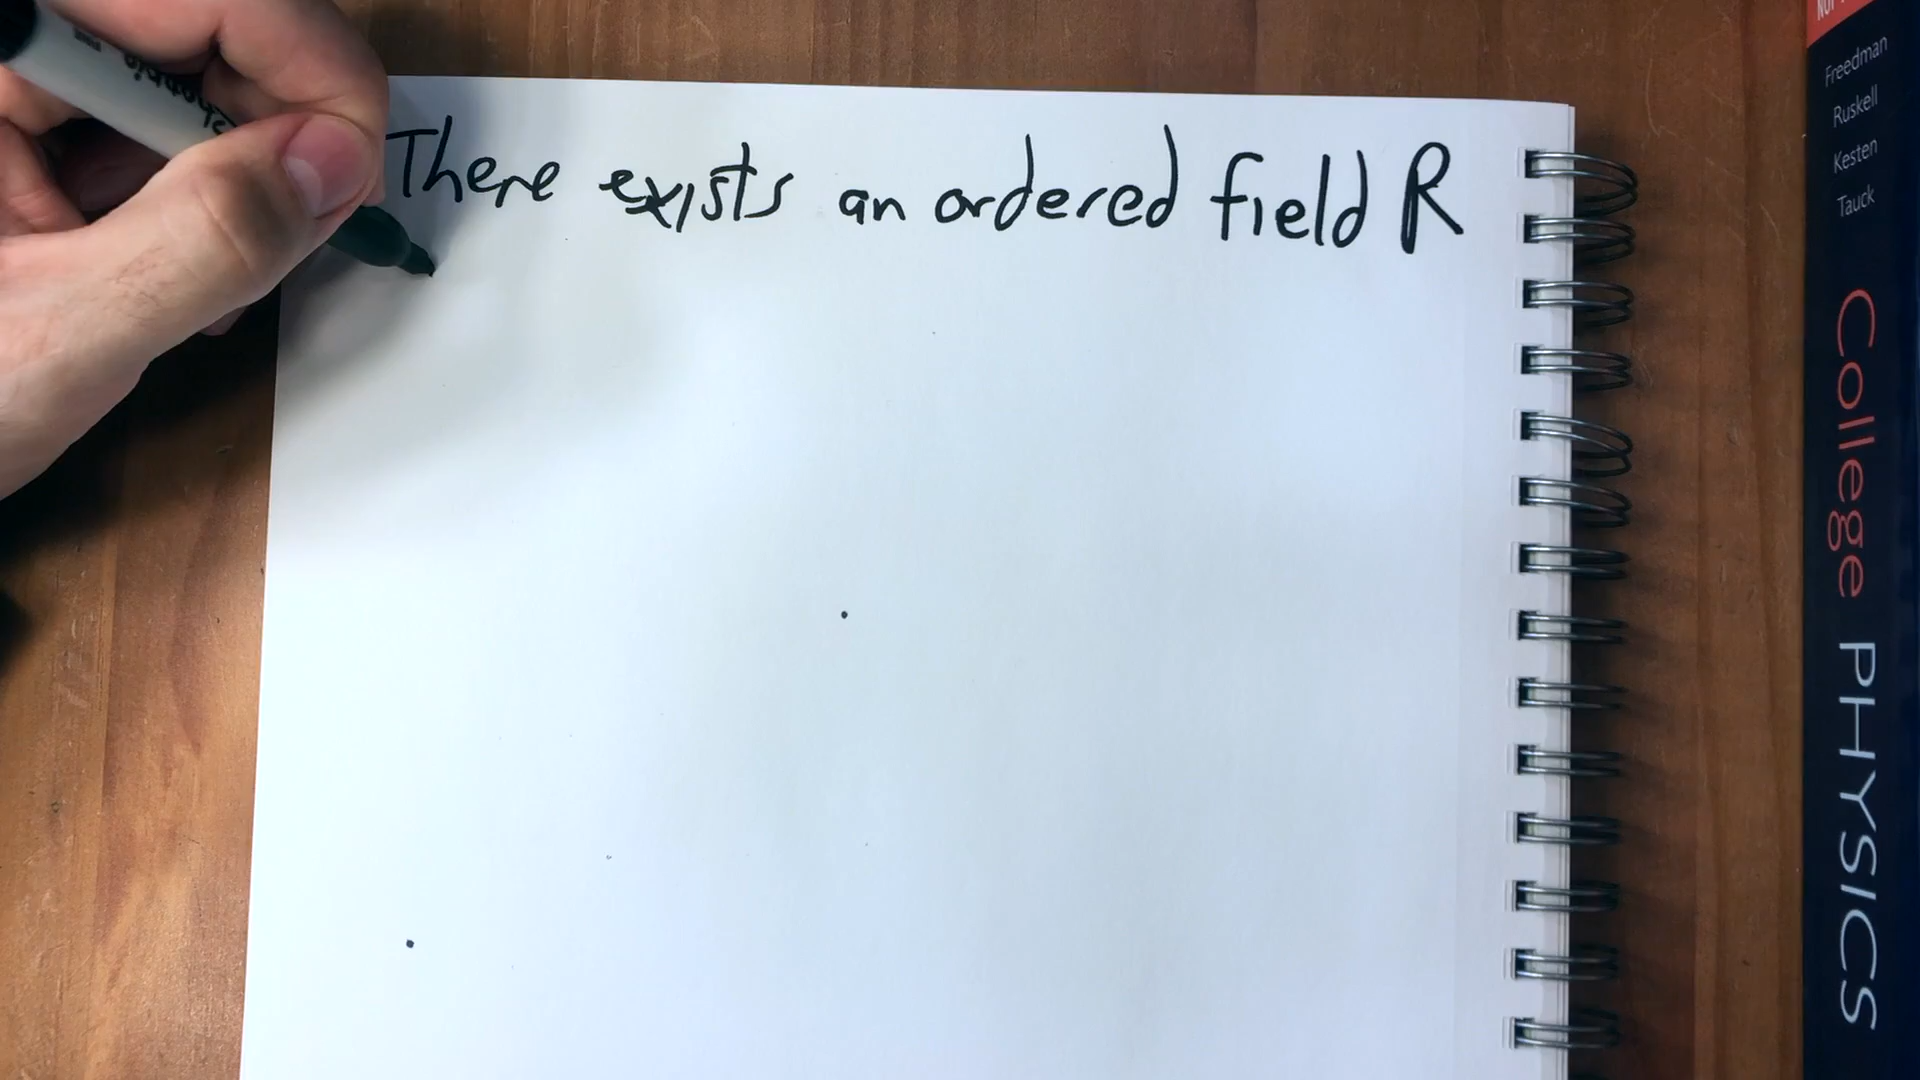 There exists an ordered field R
Freedman
Ruskell
Kesten
Tauck
College PHYSICS